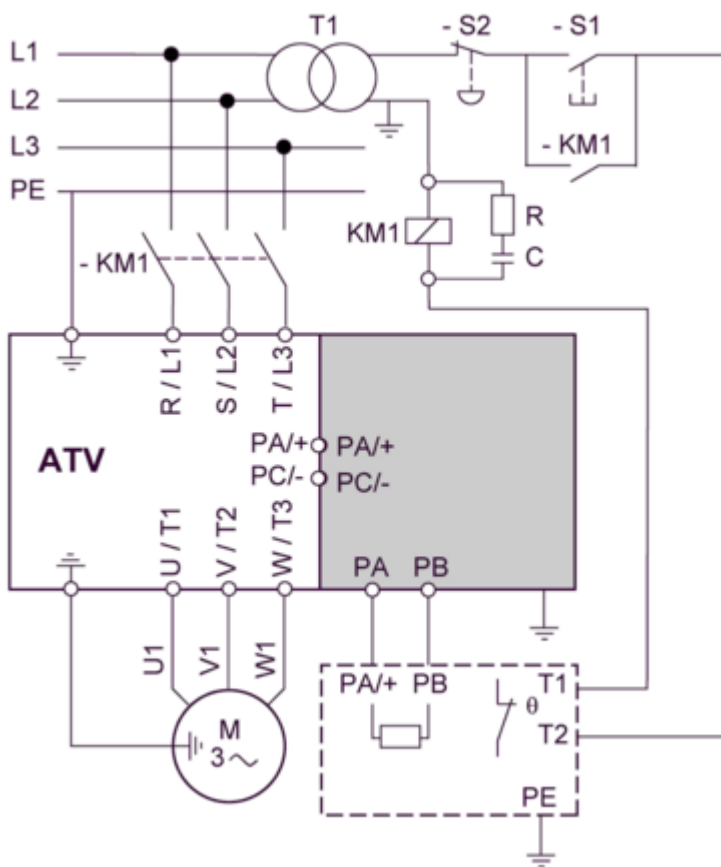 T1
- S2
- S1
L1
L2
L3
PE
- KM1
KM1
R
C
- KM1
R / L1
S / L2
T / L3
ATV
PA/+
PA/+
PC/-
PC/-
U / T1
V / T2
W / T3
PA
PB
U1
V1
W1
M
3
PA/+
PB
θ
T1
T2
PE